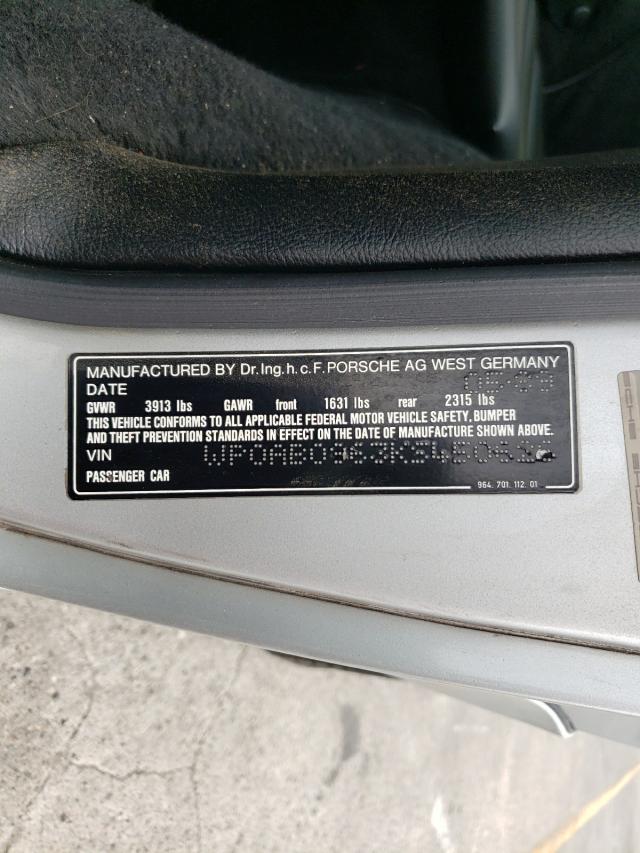 MANUFACTURED BY Dr. Ing. h. c. F. PORSCHE AG WEST GERMANY
DATE 05/89
GVWR 3913 lbs GAWR front 1631 lbs rear 2315 lbs
THIS VEHICLE CONFORMS TO ALL APPLICABLE FEDERAL MOTOR VEHICLE SAFETY, BUMPER
AND THEFT PREVENTION STANDARDS IN EFFECT ON THE DATE OF MANUFACTURE SHOWN ABOVE.
VIN
PASSENGER CAR
964. 701. 112. 01